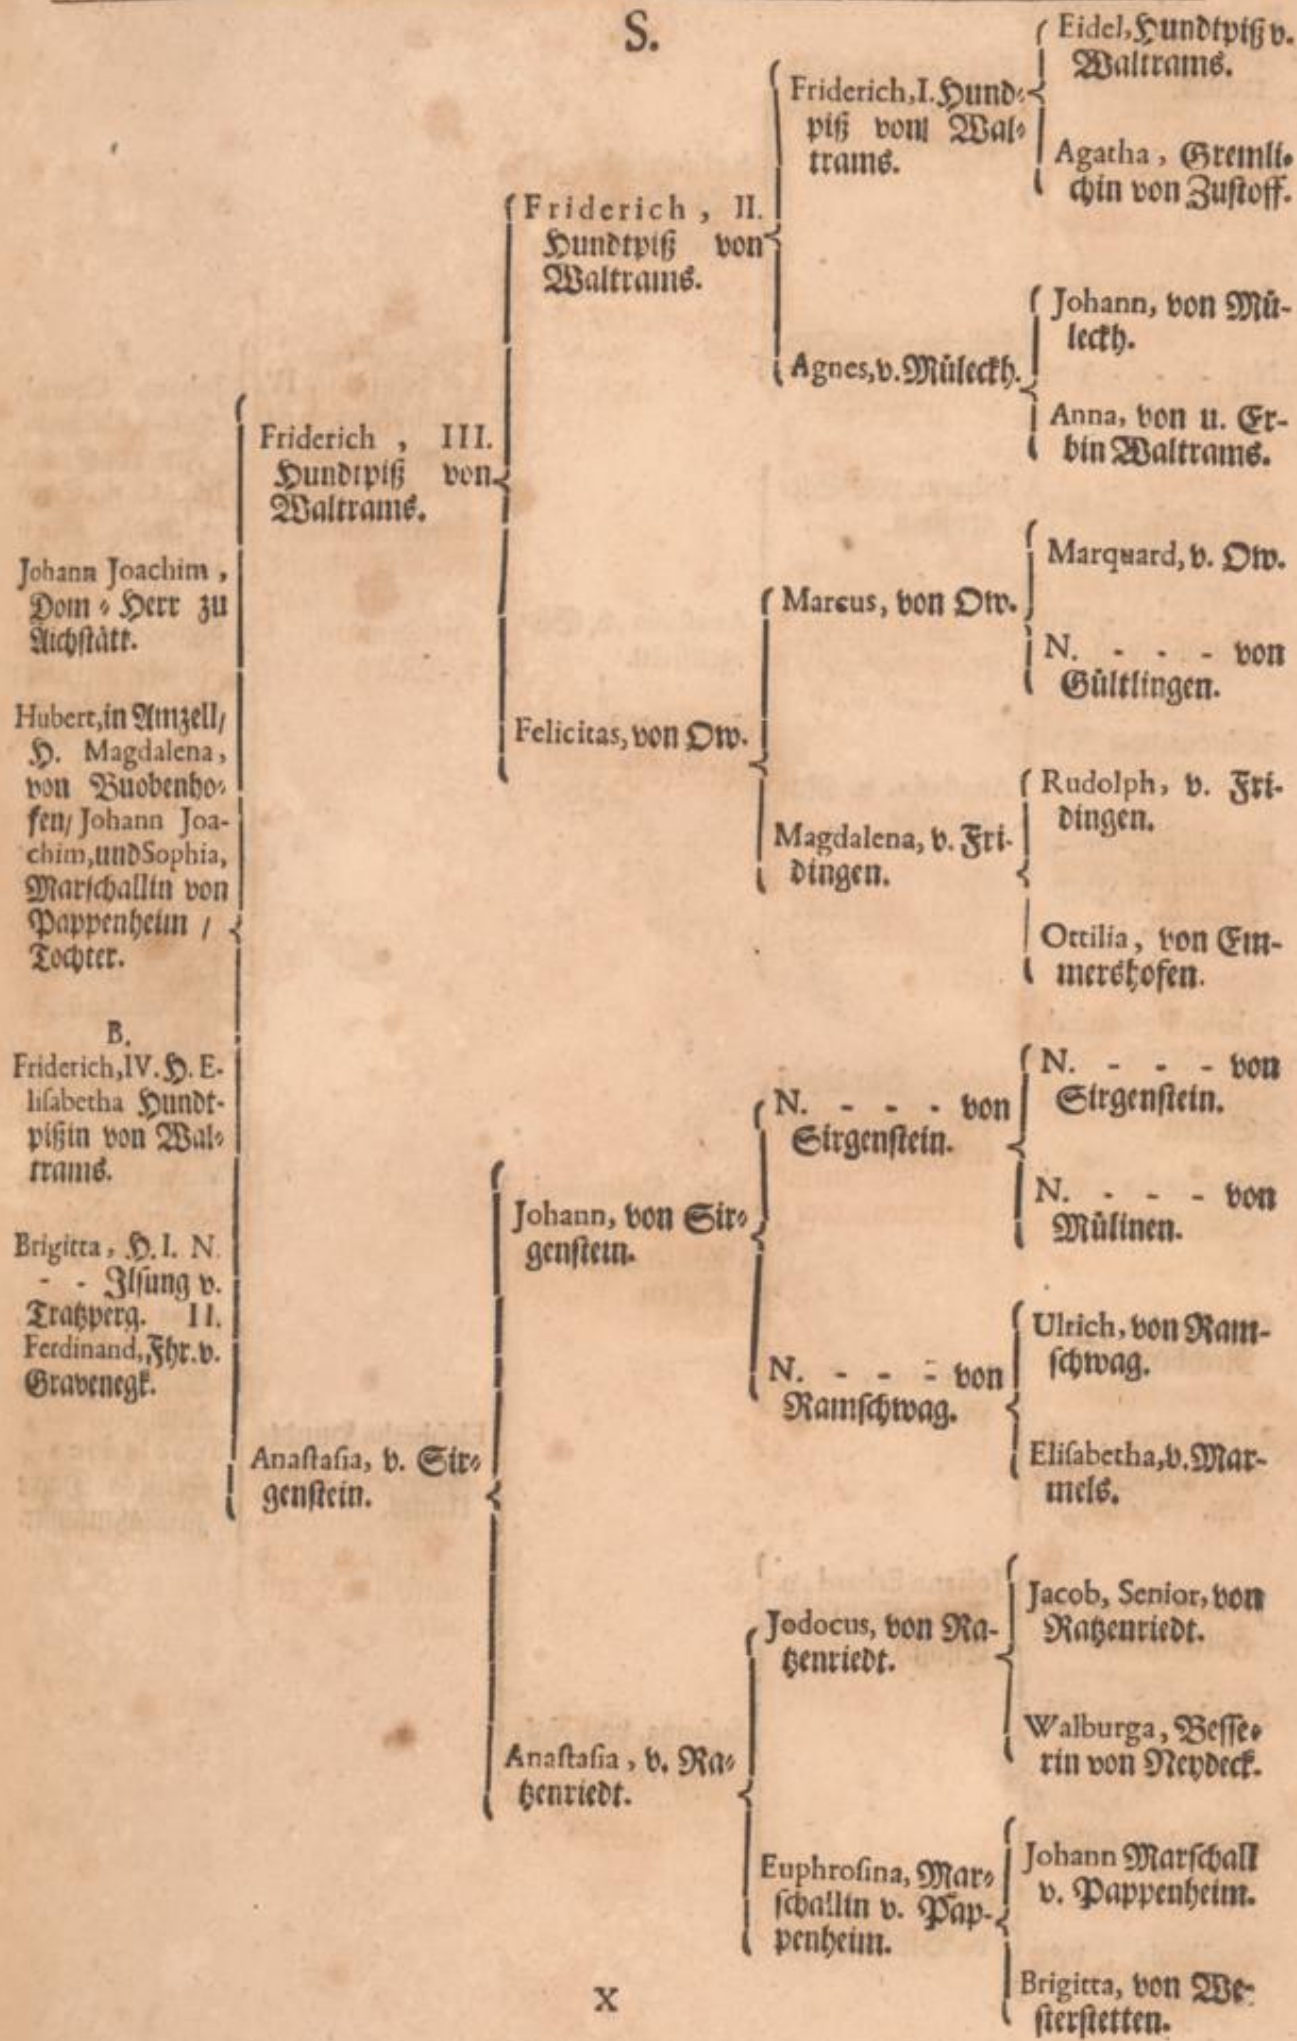 S.
Johann Joachim,
Dom-Herr zu
Aichstätt.
Hubert, in Amzell/
H. Magdalena,
von Buobenho-
fen/ Johann Joa-
chim, und Sophia,
Marschallin von
Pappenheim /
Tochter.
B.
Friderich, IV. H. E-
lisabetha Hundt-
pißin von Wal-
trams.
Brigitta, H. I. N.
- - Ilsung v.
Tratzperg. II.
Ferdinand, Fhr. v.
Gravenegk.
Friderich, III.
Hundtpiß von
Waltrams.
Anastasia, v. Sir-
genstein.
Friderich, II.
Hundtpiß von
Waltrams.
Felicitas, von Ow.
Johann, von Sir-
genstein.
Anastasia, v. Ra-
tzenriedt.
Friderich, I. Hund-
piß von Wal-
trams.
Agnes, v. Müleckh.
Marcus, von Ow.
Magdalena, v. Fri-
dingen.
N. - - - von
Sirgenstein.
N. - - - von
Ramschwag.
Jodocus, von Ra-
tzenriedt.
Euphrosina, Mar-
schallin v. Pap-
penheim.
Eidel, Hundtpiß v.
Waltrams.
Agatha, Gremli-
chin von Zustoff.
Johann, von Mü-
leckh.
Anna, von u. Er-
bin Waltrams.
Marquard, v. Ow.
N. - - - von
Gültlingen.
Rudolph, v. Fri-
dingen.
Ottilia, von Em-
mershofen.
N. - - - von
Sirgenstein.
N. - - - von
Mülinen.
Ulrich, von Ram-
schwag.
Elisabetha, v. Mar-
mels.
Jacob, Senior, von
Ratzenriedt.
Walburga, Besse-
rin von Neydeck.
Johann Marschall
v. Pappenheim.
Brigitta, von We-
sterstetten.
X